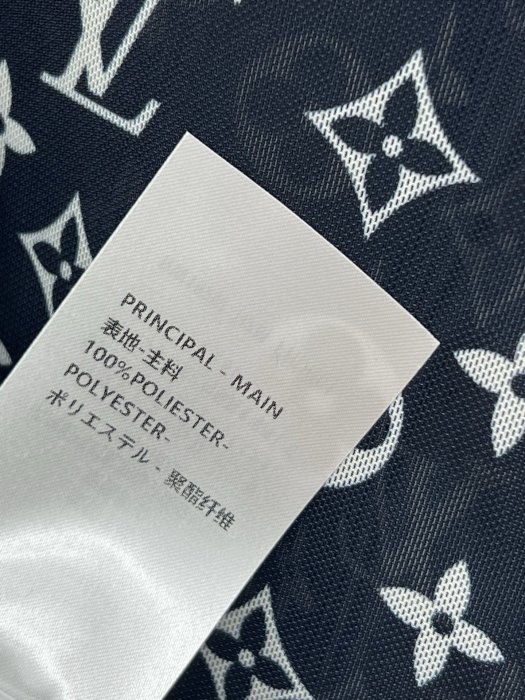 LV
PRINCIPAL - MAIN
表地-主料
100%POLIESTER-
POLYESTER-
ポリエステル - 聚酯纤维